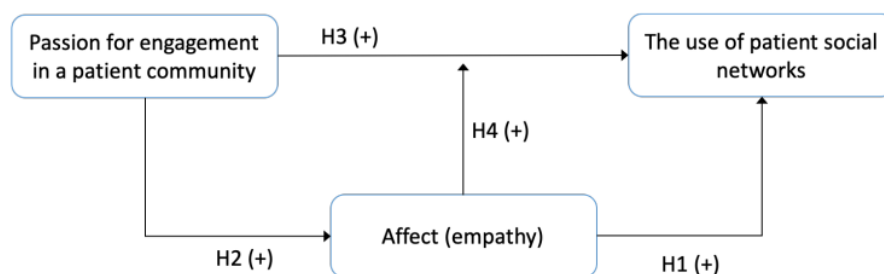 Passion for engagement
in a patient community
H3 (+)
The use of patient social
networks
H4 (+)
Affect (empathy)
H2 (+)
H1 (+)